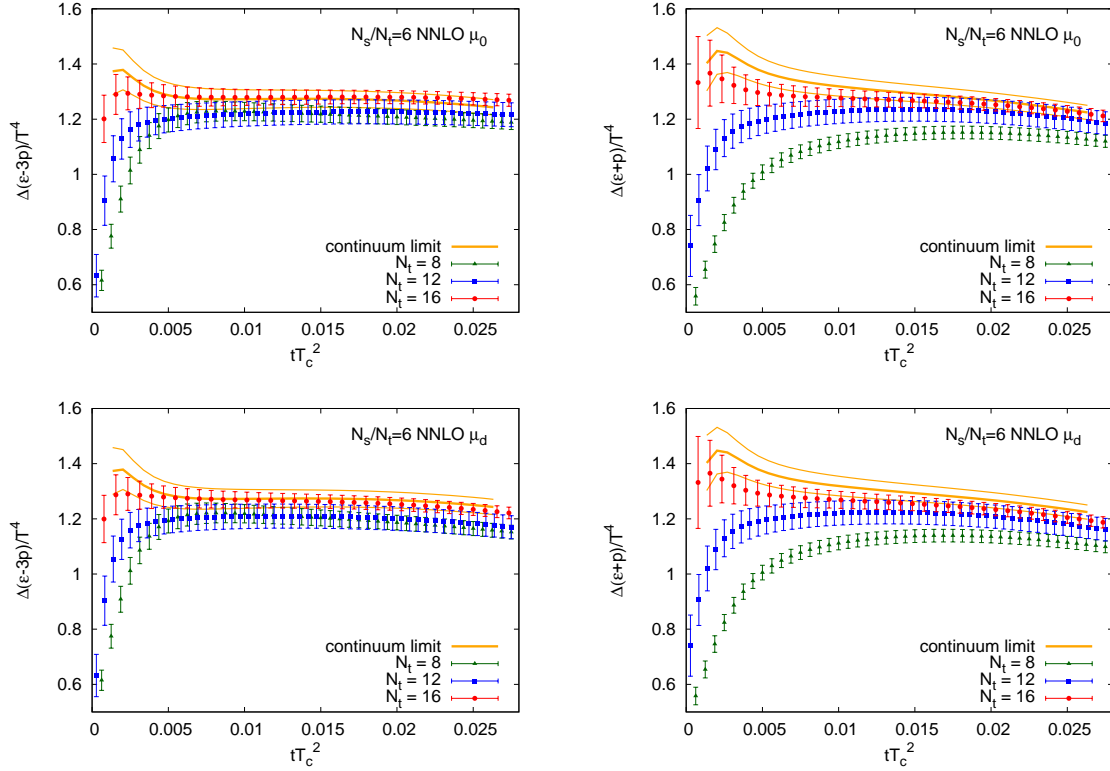 1.6
1.4
1.2
1
0.8
0.6
0
0.005
0.01
0.015
0.02
0.025
Δ(ε-3p)/T^4
tT_c^2
N_s/N_t=6 NNLO μ_0
continuum limit
N_t = 8
N_t = 12
N_t = 16
1.6
1.4
1.2
1
0.8
0.6
0
0.005
0.01
0.015
0.02
0.025
Δ(ε+p)/T^4
tT_c^2
N_s/N_t=6 NNLO μ_0
continuum limit
N_t = 8
N_t = 12
N_t = 16
1.6
1.4
1.2
1
0.8
0.6
0
0.005
0.01
0.015
0.02
0.025
Δ(ε-3p)/T^4
tT_c^2
N_s/N_t=6 NNLO μ_d
continuum limit
N_t = 8
N_t = 12
N_t = 16
1.6
1.4
1.2
1
0.8
0.6
0
0.005
0.01
0.015
0.02
0.025
Δ(ε+p)/T^4
tT_c^2
N_s/N_t=6 NNLO μ_d
continuum limit
N_t = 8
N_t = 12
N_t = 16